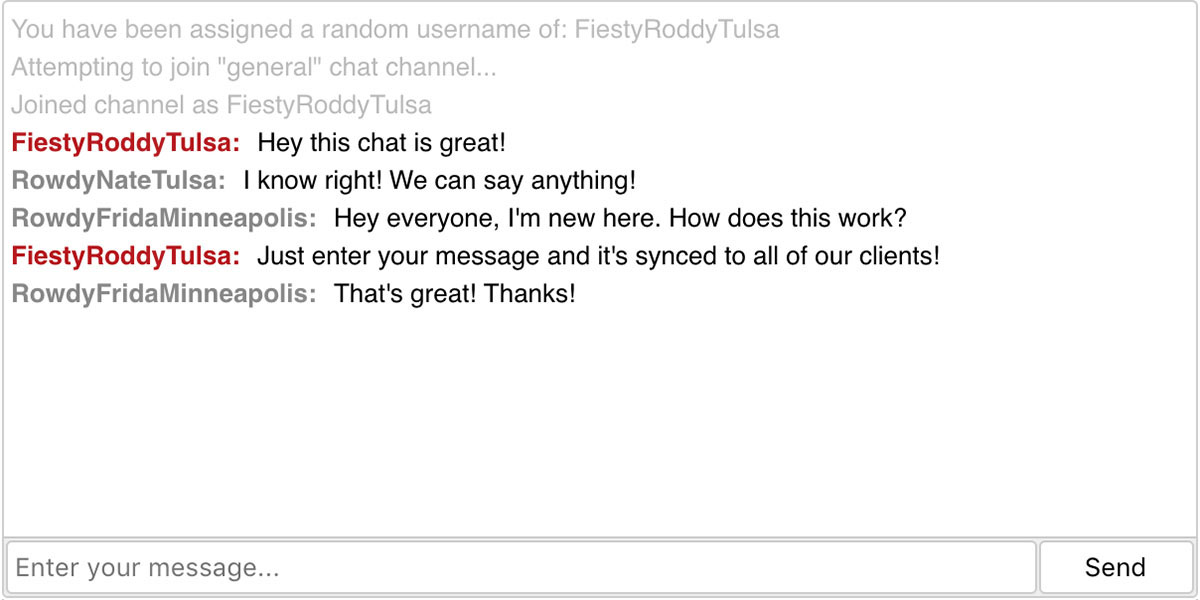 You have been assigned a random username of: FiestyRoddyTulsa
Attempting to join "general" chat channel...
Joined channel as FiestyRoddyTulsa
FiestyRoddyTulsa: Hey this chat is great!
RowdyNateTulsa: I know right! We can say anything!
RowdyFridaMinneapolis: Hey everyone, I'm new here. How does this work?
FiestyRoddyTulsa: Just enter your message and it's synced to all of our clients!
RowdyFridaMinneapolis: That's great! Thanks!
Enter your message... Send